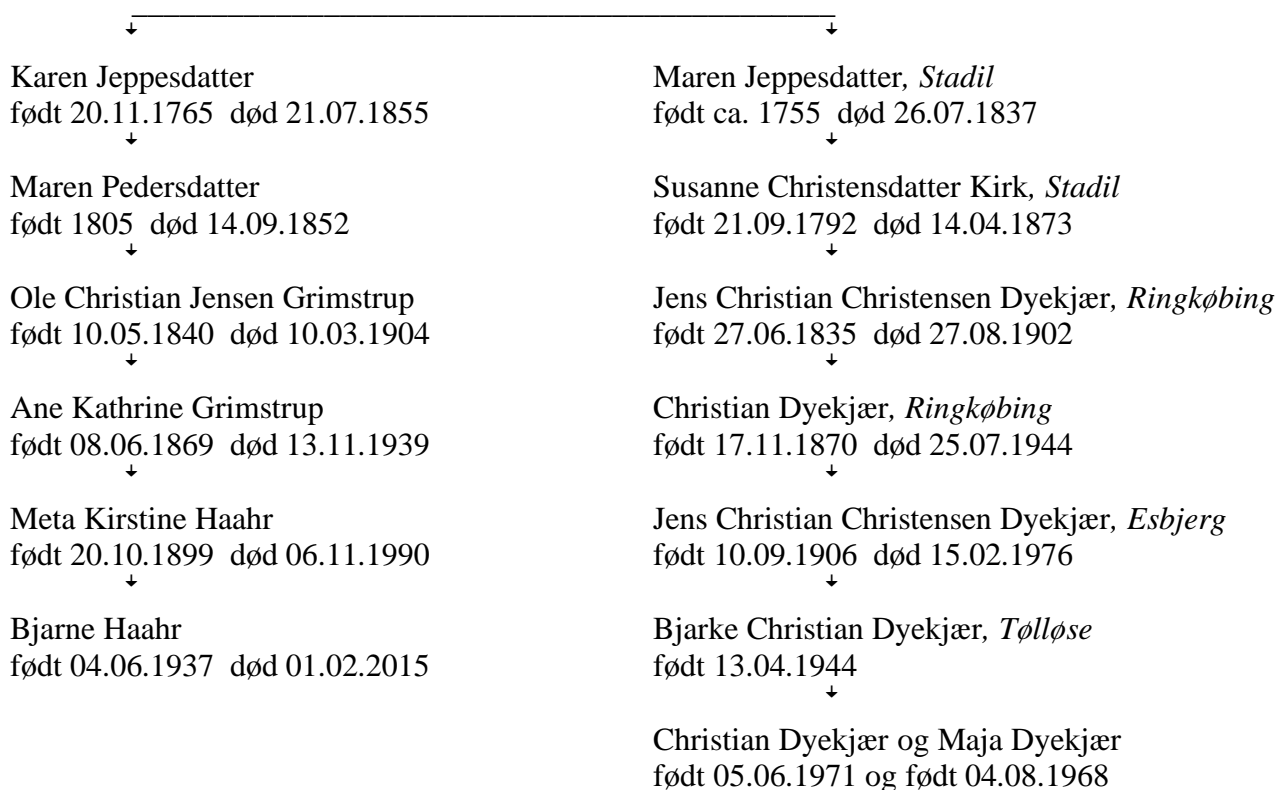 Karen Jeppesdatter
født 20.11.1765 død 21.07.1855
Maren Pedersdatter
født 1805 død 14.09.1852
Ole Christian Jensen Grimstrup
født 10.05.1840 død 10.03.1904
Ane Kathrine Grimstrup
født 08.06.1869 død 13.11.1939
Meta Kirstine Haahr
født 20.10.1899 død 06.11.1990
Bjarne Haahr
født 04.06.1937 død 01.02.2015
Maren Jeppesdatter, Stadil
født ca. 1755 død 26.07.1837
Susanne Christensdatter Kirk, Stadil
født 21.09.1792 død 14.04.1873
Jens Christian Christensen Dyekjær, Ringkøbing
født 27.06.1835 død 27.08.1902
Christian Dyekjær, Ringkøbing
født 17.11.1870 død 25.07.1944
Jens Christian Christensen Dyekjær, Esbjerg
født 10.09.1906 død 15.02.1976
Bjarke Christian Dyekjær, Tølløse
født 13.04.1944
Christian Dyekjær og Maja Dyekjær
født 05.06.1971 og født 04.08.1968